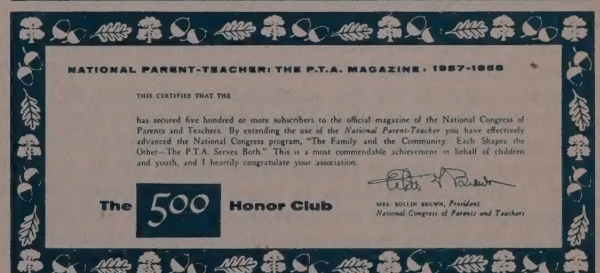 NATIONAL PARENT-TEACHER: THE P.T.A. MAGAZINE · 1957-1958
THIS CERTIFIES THAT THE
has secured five hundred or more subscribers to the official magazine of the National Congress of
Parents and Teachers. By extending the use of the National Parent-Teacher you have effectively
advanced the National Congress program, "The Family and the Community: Each Shapes the
Other—The P.T.A. Serves Both." This is a most commendable achievement in behalf of children
and youth, and I heartily congratulate your association.
The 500 Honor Club
MRS. ROLLIN BROWN, President
National Congress of Parents and Teachers